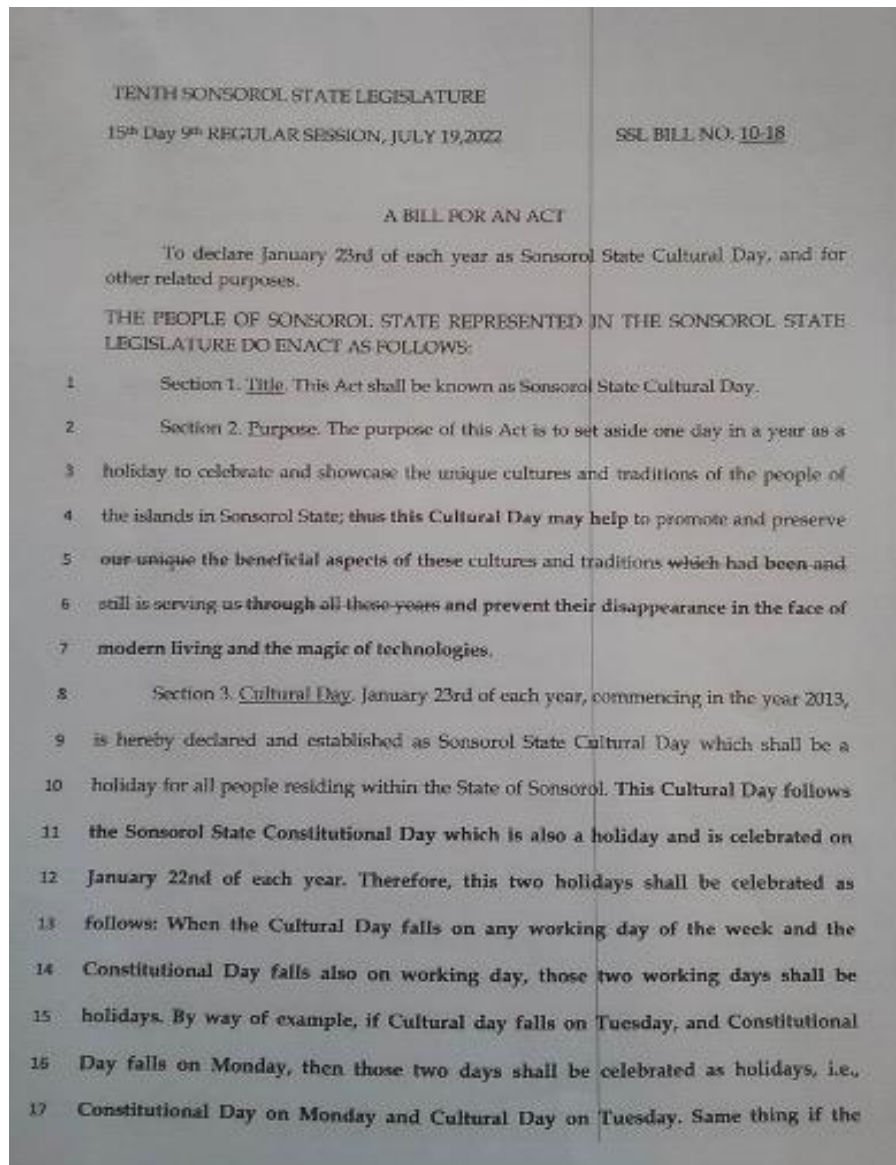 TENTH SONSOROL STATE LEGISLATURE
15th Day 9th REGULAR SESSION, JULY 19,2022 SSL BILL NO. 10-18
A BILL FOR AN ACT
To declare January 23rd of each year as Sonsorol State Cultural Day, and for
other related purposes.
THE PEOPLE OF SONSOROL STATE REPRESENTED IN THE SONSOROL STATE
LEGISLATURE DO ENACT AS FOLLOWS:
1 Section 1. Title. This Act shall be known as Sonsorol State Cultural Day.
2 Section 2. Purpose. The purpose of this Act is to set aside one day in a year as a
3 holiday to celebrate and showcase the unique cultures and traditions of the people of
4 the islands in Sonsorol State; thus this Cultural Day may help to promote and preserve
5 our unique the beneficial aspects of these cultures and traditions which had been and
6 still is serving us through all these years and prevent their disappearance in the face of
7 modern living and the magic of technologies.
8 Section 3. Cultural Day. January 23rd of each year, commencing in the year 2013,
9 is hereby declared and established as Sonsorol State Cultural Day which shall be a
10 holiday for all people residing within the State of Sonsorol. This Cultural Day follows
11 the Sonsorol State Constitutional Day which is also a holiday and is celebrated on
12 January 22nd of each year. Therefore, this two holidays shall be celebrated as
13 follows: When the Cultural Day falls on any working day of the week and the
14 Constitutional Day falls also on working day, those two working days shall be
15 holidays. By way of example, if Cultural day falls on Tuesday, and Constitutional
16 Day falls on Monday, then those two days shall be celebrated as holidays, i.e.,
17 Constitutional Day on Monday and Cultural Day on Tuesday. Same thing if the